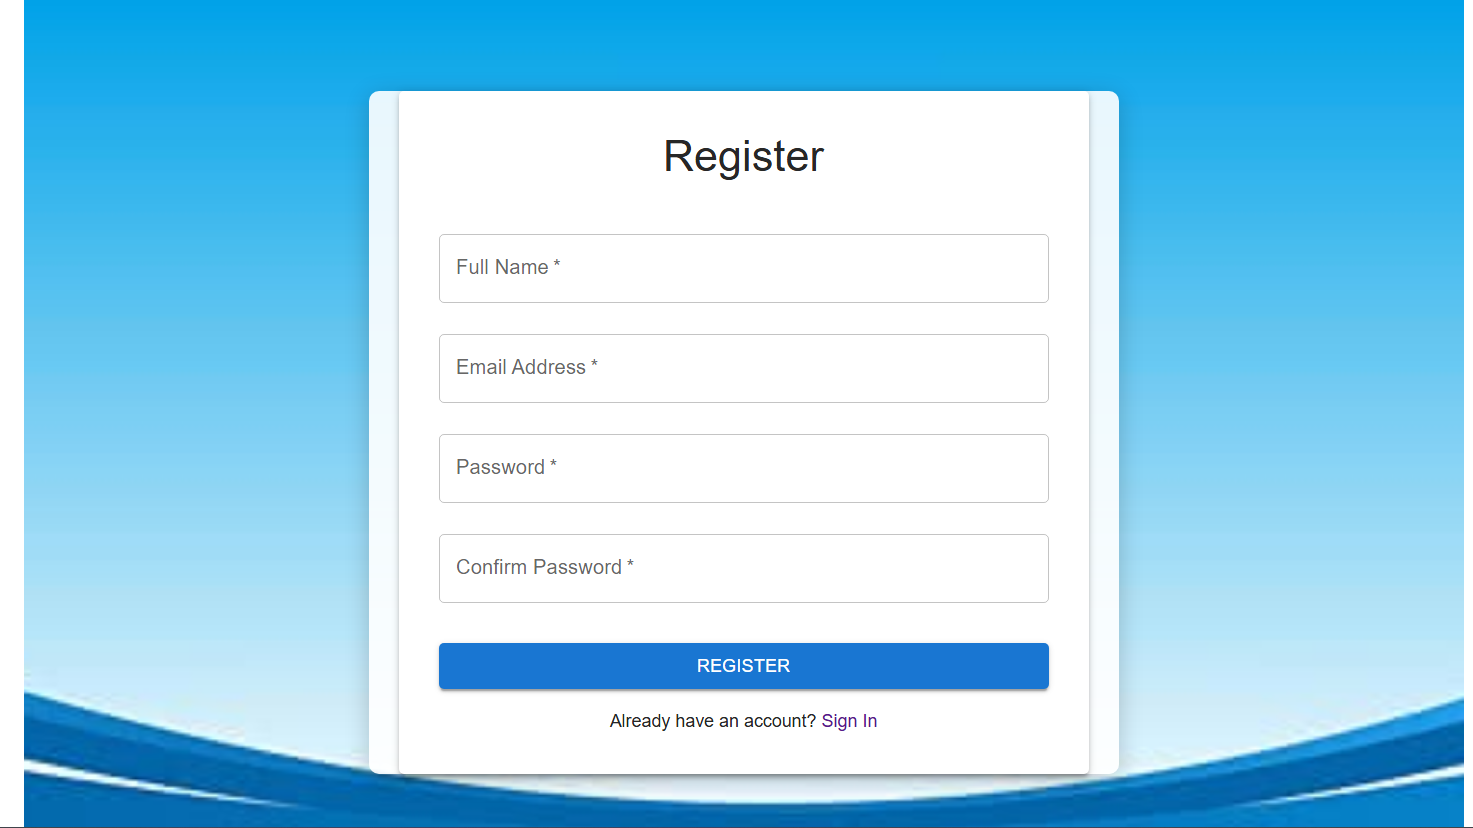 Register
Full Name *
Email Address *
Password *
Confirm Password *
REGISTER
Already have an account? Sign In